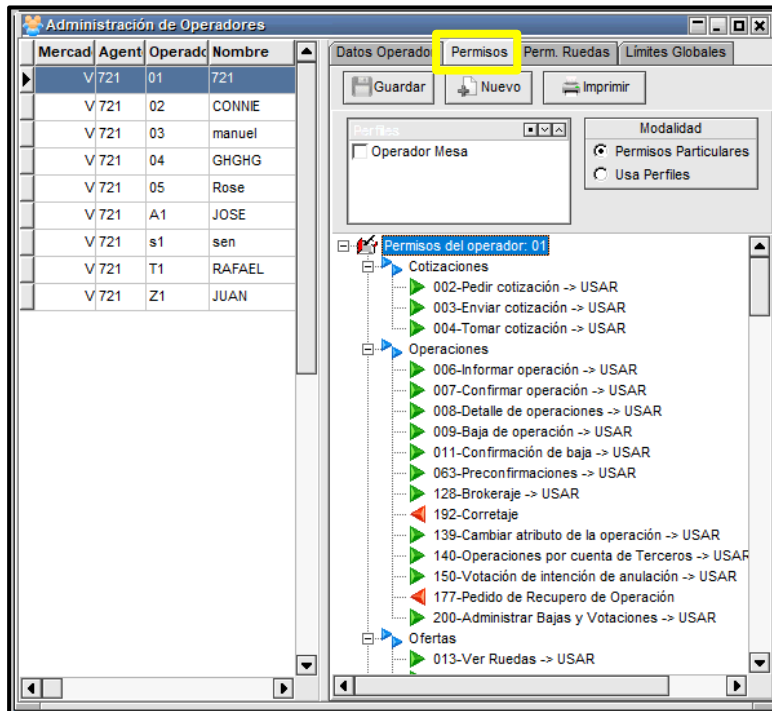 Administración de Operadores
Mercad Agent Operado Nombre
V 721 01 721
V 721 02 CONNIE
V 721 03 manuel
V 721 04 GHGHG
V 721 05 Rose
V 721 A1 JOSE
V 721 s1 sen
V 721 T1 RAFAEL
V 721 Z1 JUAN
Datos Operador Permisos Perm. Ruedas Límites Globales
Guardar Nuevo Imprimir
Perfiles
Operador Mesa
Modalidad
Permisos Particulares
Usa Perfiles
Permisos del operador: 01
Cotizaciones
002-Pedir cotización -> USAR
003-Enviar cotización -> USAR
004-Tomar cotización -> USAR
Operaciones
006-Informar operación -> USAR
007-Confirmar operación -> USAR
008-Detalle de operaciones -> USAR
009-Baja de operación -> USAR
011-Confirmación de baja -> USAR
063-Preconfirmaciones -> USAR
128-Brokeraje -> USAR
192-Corretaje
139-Cambiar atributo de la operación -> USAR
140-Operaciones por cuenta de Terceros -> USAR
150-Votación de intención de anulación -> USAR
177-Pedido de Recupero de Operación
200-Administrar Bajas y Votaciones -> USAR
Ofertas
013-Ver Ruedas -> USAR